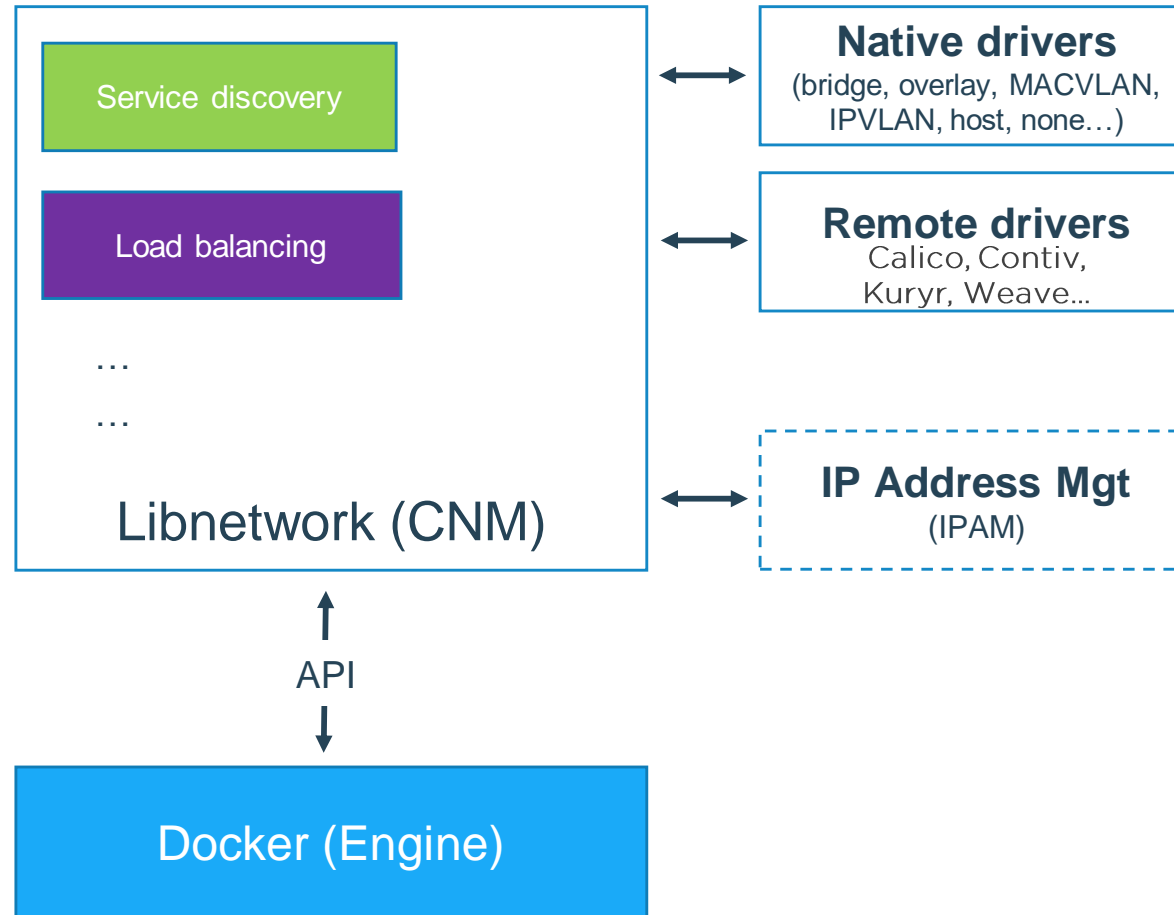 Service discovery
Load balancing
…
…
Libnetwork (CNM)
Native drivers
(bridge, overlay, MACVLAN,
IPVLAN, host, none…)
Remote drivers
Calico, Contiv,
Kuryr, Weave…
IP Address Mgt
(IPAM)
API
Docker (Engine)